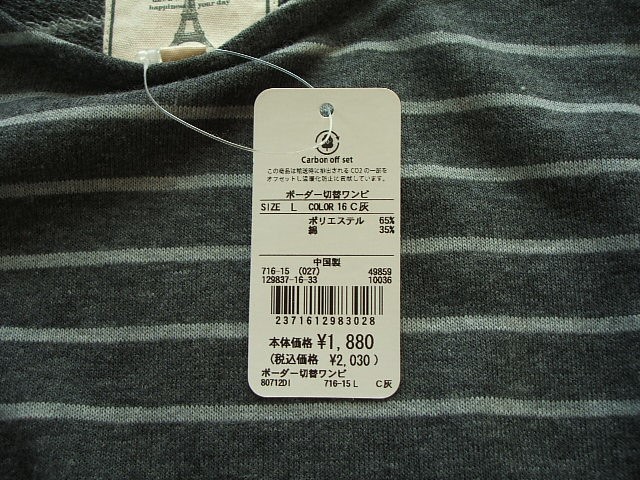 happiness in your day
Carbon off set
この商品は輸送時に排出されるCO2の一部を
オフセットし温暖化防止に貢献しています。
ボーダー切替ワンピ
SIZE L COLOR 16 C灰
ポリエステル 65%
綿 35%
中国製
716-15 (027) 49859
129837-16-33 10036
2371612983028
本体価格 ¥1,880
(税込価格 ¥2,030)
ボーダー切替ワンピ
80712DI 716-15 L C灰